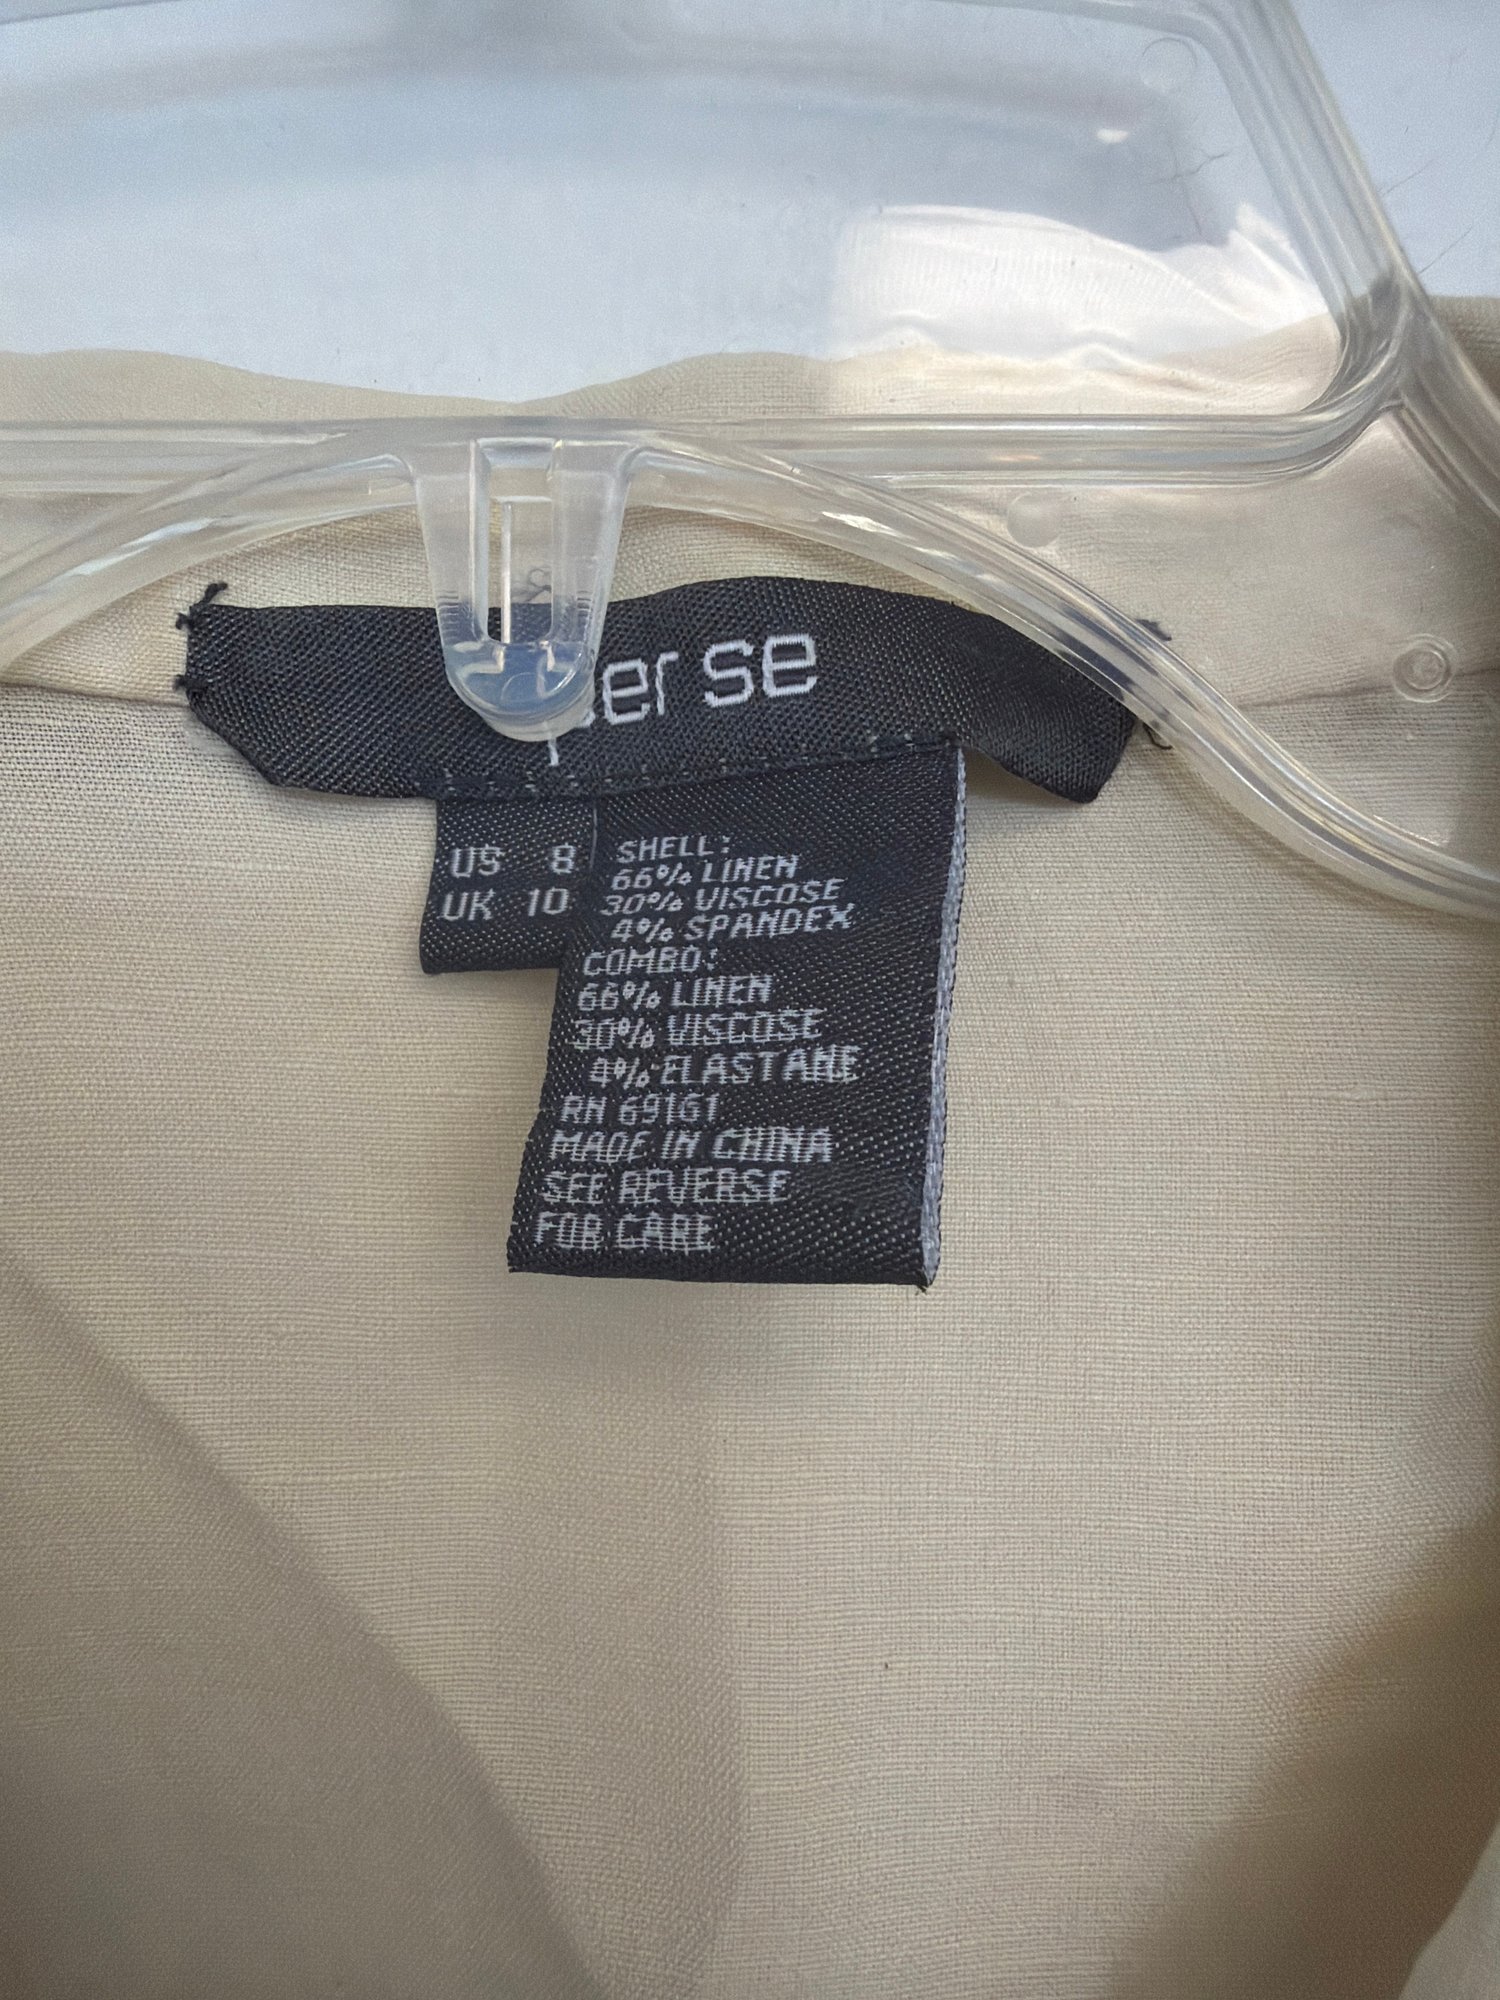 per se
US 8
UK 10
SHELL:
66% LINEN
30% VISCOSE
4% SPANDEX
COMBO:
66% LINEN
30% VISCOSE
4% ELASTANE
RN 69161
MADE IN CHINA
SEE REVERSE
FOR CARE